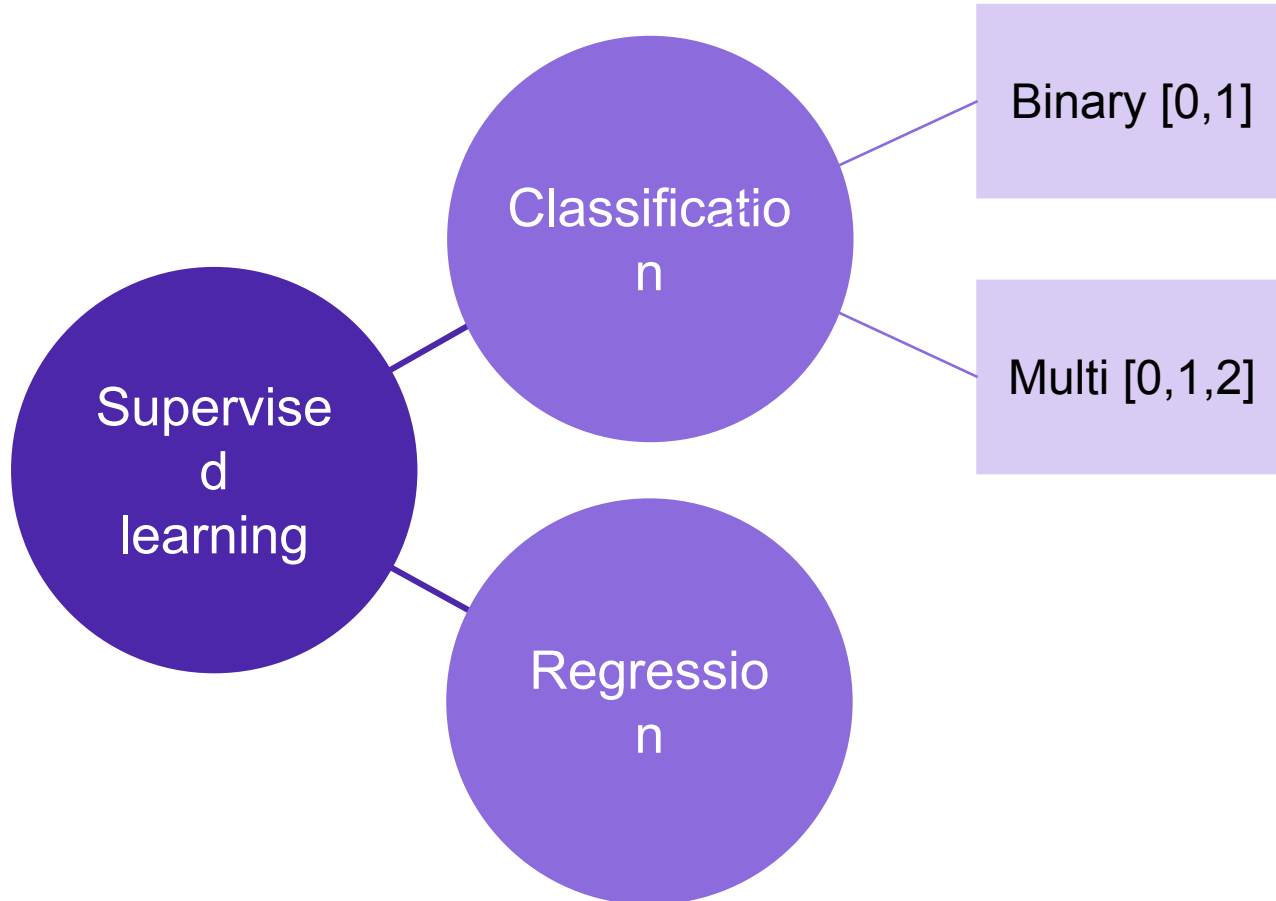 Supervise
d
learning
Classificatio
n
Binary [0,1]
Multi [0,1,2]
Regressio
n